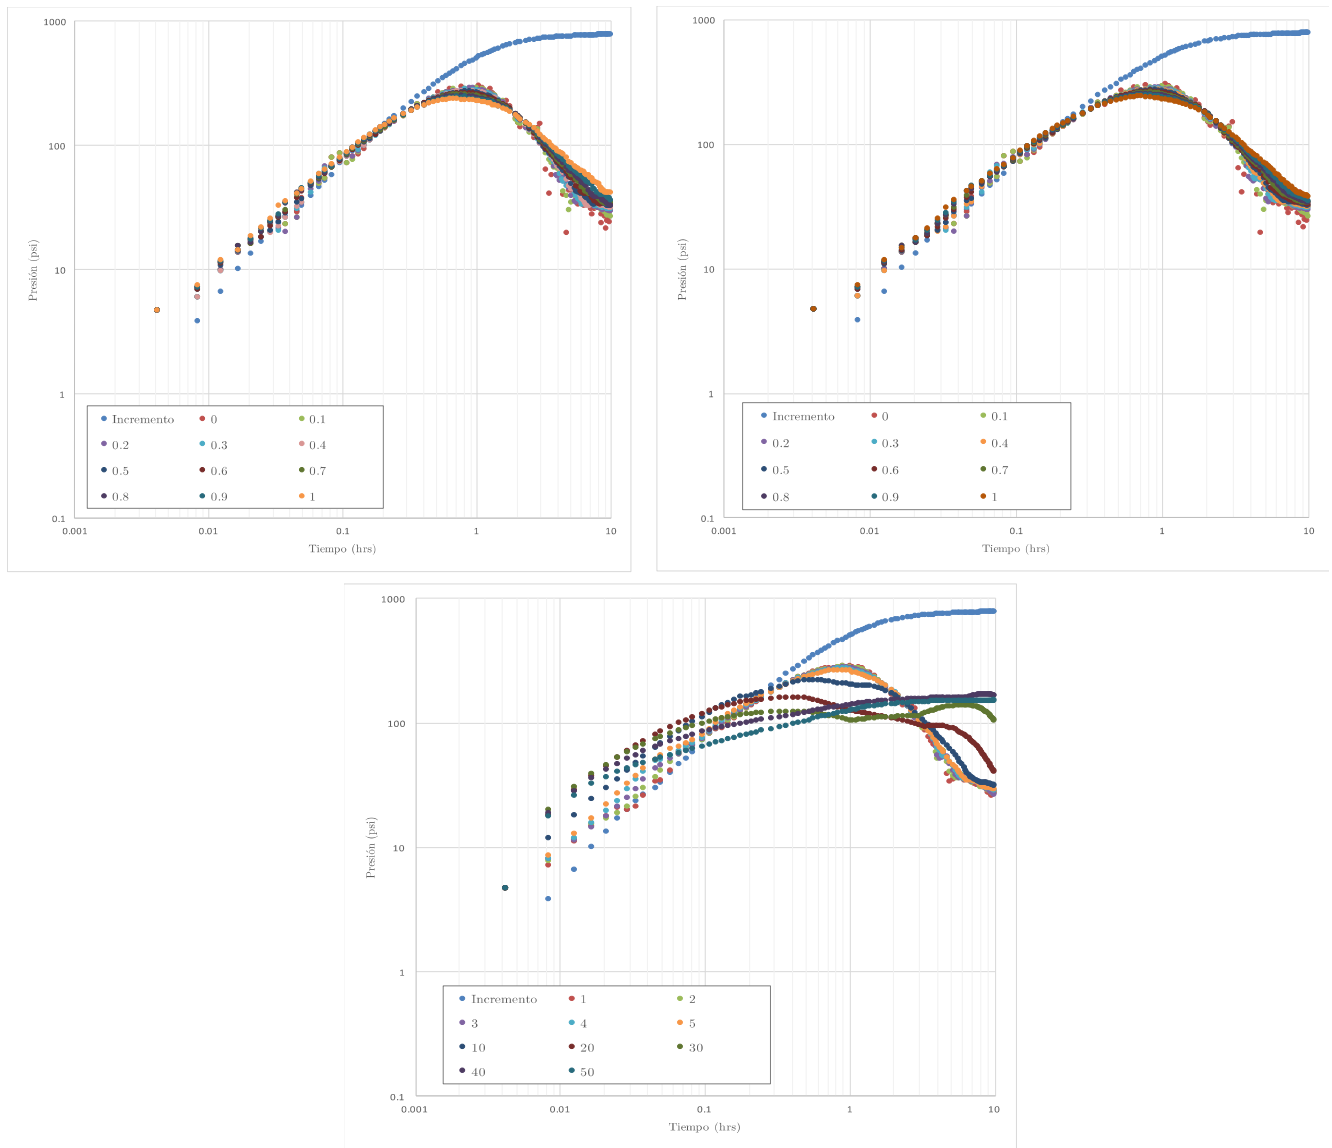 1000
100
10
1
0.1
Presión (psi)
Incremento 0 0.1
0.2 0.3 0.4
0.5 0.6 0.7
0.8 0.9 1
0.001 0.01 0.1 1 10
Tiempo (hrs)
1000
100
10
1
0.1
Presión (psi)
Incremento 0 0.1
0.2 0.3 0.4
0.5 0.6 0.7
0.8 0.9 1
0.001 0.01 0.1 1 10
Tiempo (hrs)
1000
100
10
1
0.1
Presión (psi)
Incremento 1 2
3 4 5
10 20 30
40 50
0.001 0.01 0.1 1 10
Tiempo (hrs)